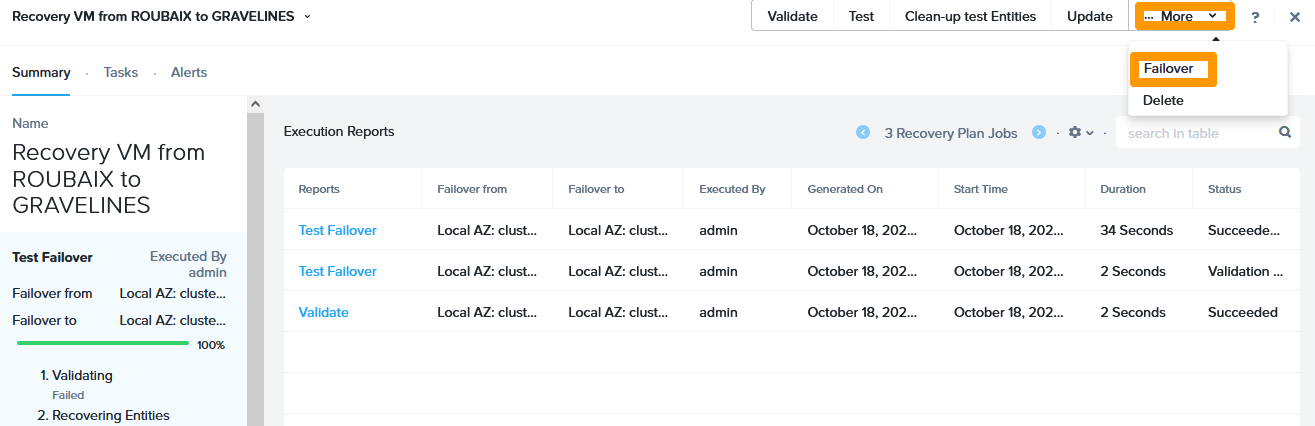 Recovery VM from ROUBAIX to GRAVELINES
Validate Test Clean-up test Entities Update ... More ?
Failover
Delete
Summary · Tasks · Alerts
Name
Recovery VM from
ROUBAIX to
GRAVELINES
Test Failover Executed By
admin
Failover from Local AZ: cluste...
Failover to Local AZ: cluste...
100%
1. Validating
Failed
2. Recovering Entities
Execution Reports 3 Recovery Plan Jobs · · search in table
Reports Failover from Failover to Executed By Generated On Start Time Duration Status
Test Failover Local AZ: clust... Local AZ: clust... admin October 18, 202... October 18, 202... 34 Seconds Succeede...
Test Failover Local AZ: clust... Local AZ: clust... admin October 18, 202... October 18, 202... 2 Seconds Validation ...
Validate Local AZ: clust... Local AZ: clust... admin October 18, 202... October 18, 202... 2 Seconds Succeeded